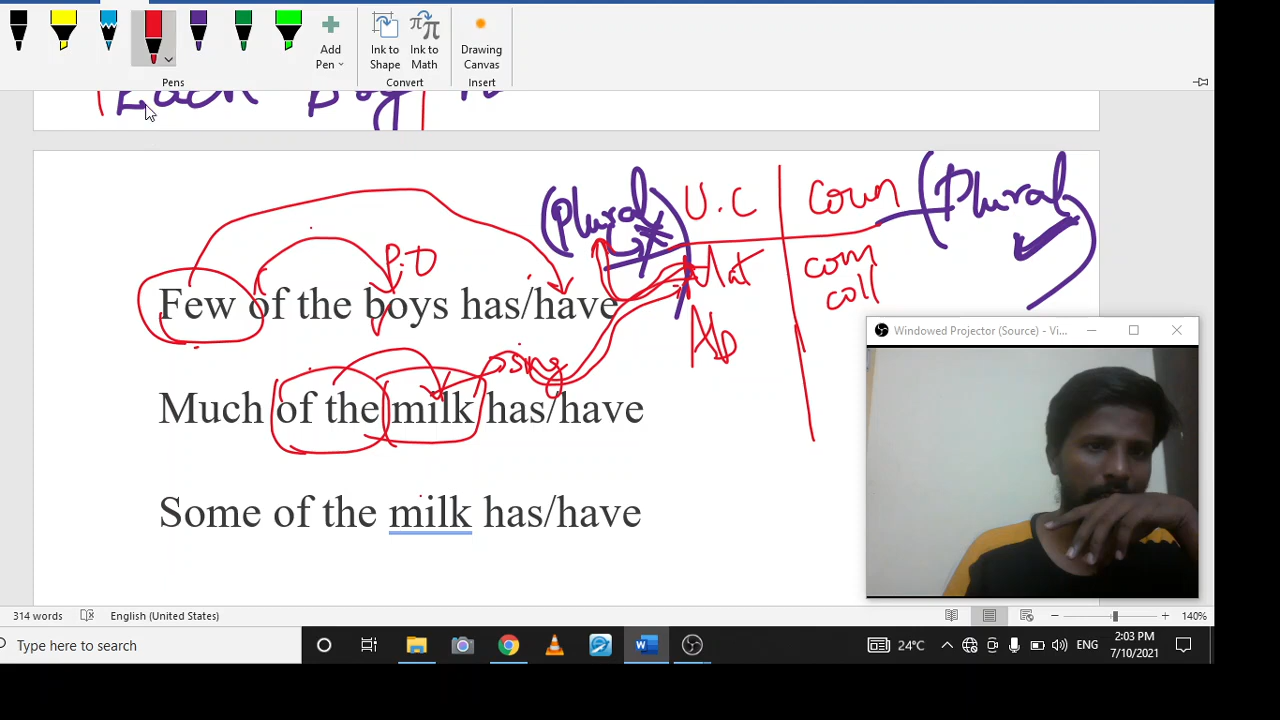 Add
Pen
Ink to
Shape
Ink to
Math
Drawing
Canvas
Pens
Convert
Insert
Each Boy
(Plural) U.C Coun (Plural)
P.O Mat com
coll
Few of the boys has/have
Ab
sing
Much of the milk has/have
Some of the milk has/have
Windowed Projector (Source) - Vi...
314 words English (United States) 140%
Type here to search 24°C ENG 2:03 PM
7/10/2021